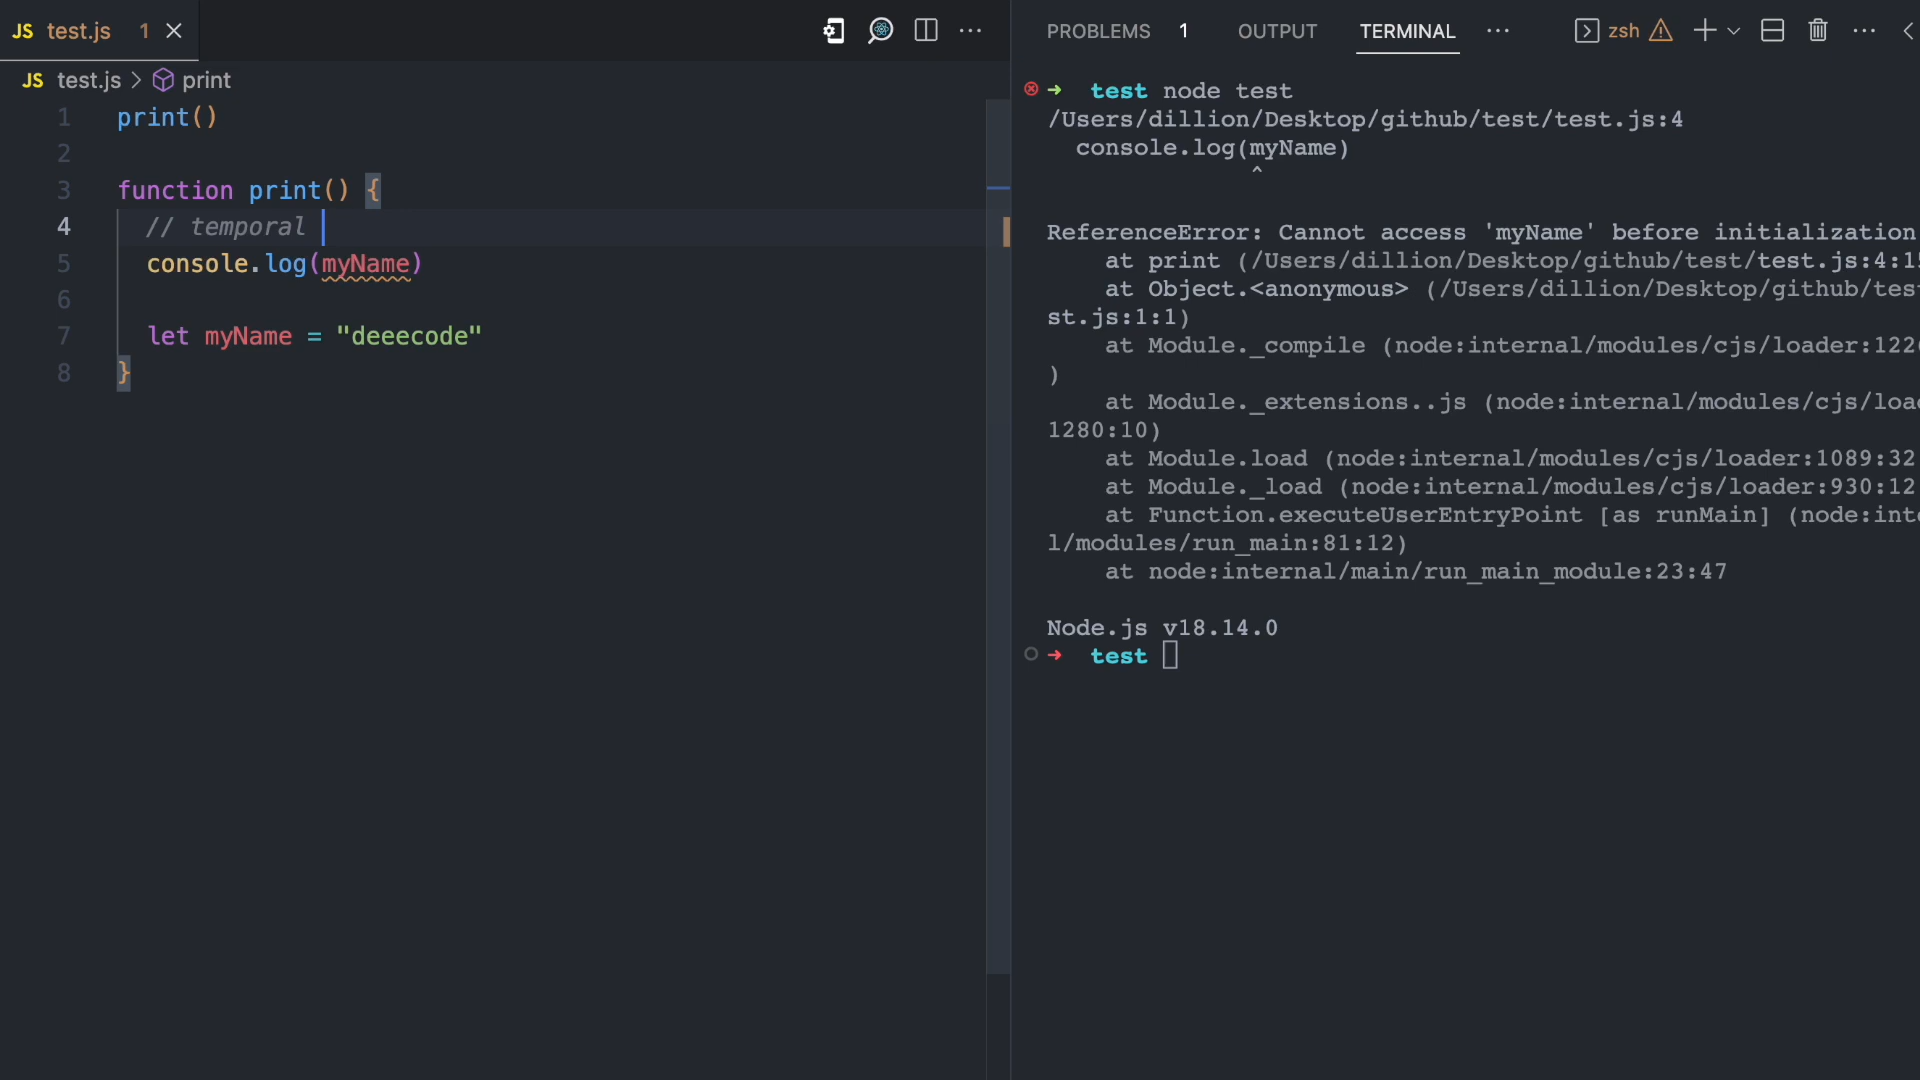 JS test.js 1
JS test.js > print
1 print()
2
3 function print() {
4 // temporal
5 console.log(myName)
6
7 let myName = "deeecode"
8 }
PROBLEMS 1 OUTPUT TERMINAL ··· zsh
➜ test node test
/Users/dillion/Desktop/github/test/test.js:4
console.log(myName)
^
ReferenceError: Cannot access 'myName' before initialization
at print (/Users/dillion/Desktop/github/test/test.js:4:15
at Object.<anonymous> (/Users/dillion/Desktop/github/tes
st.js:1:1)
at Module._compile (node:internal/modules/cjs/loader:122
)
at Module._extensions..js (node:internal/modules/cjs/loa
1280:10)
at Module.load (node:internal/modules/cjs/loader:1089:32
at Module._load (node:internal/modules/cjs/loader:930:12
at Function.executeUserEntryPoint [as runMain] (node:int
l/modules/run_main:81:12)
at node:internal/main/run_main_module:23:47
Node.js v18.14.0
➜ test